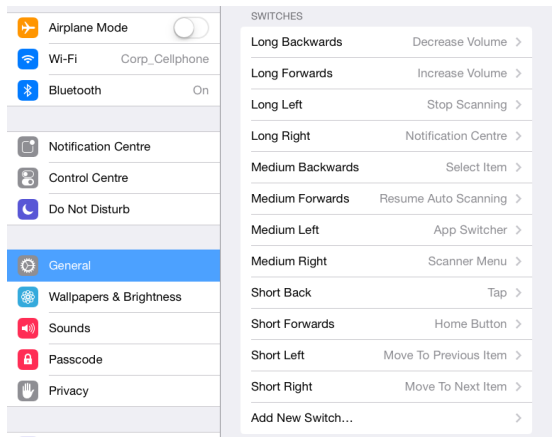 Airplane Mode
Wi-Fi Corp_Cellphone
Bluetooth On
Notification Centre
Control Centre
Do Not Disturb
General
Wallpapers & Brightness
Sounds
Passcode
Privacy
SWITCHES
Long Backwards Decrease Volume
Long Forwards Increase Volume
Long Left Stop Scanning
Long Right Notification Centre
Medium Backwards Select Item
Medium Forwards Resume Auto Scanning
Medium Left App Switcher
Medium Right Scanner Menu
Short Back Tap
Short Forwards Home Button
Short Left Move To Previous Item
Short Right Move To Next Item
Add New Switch...